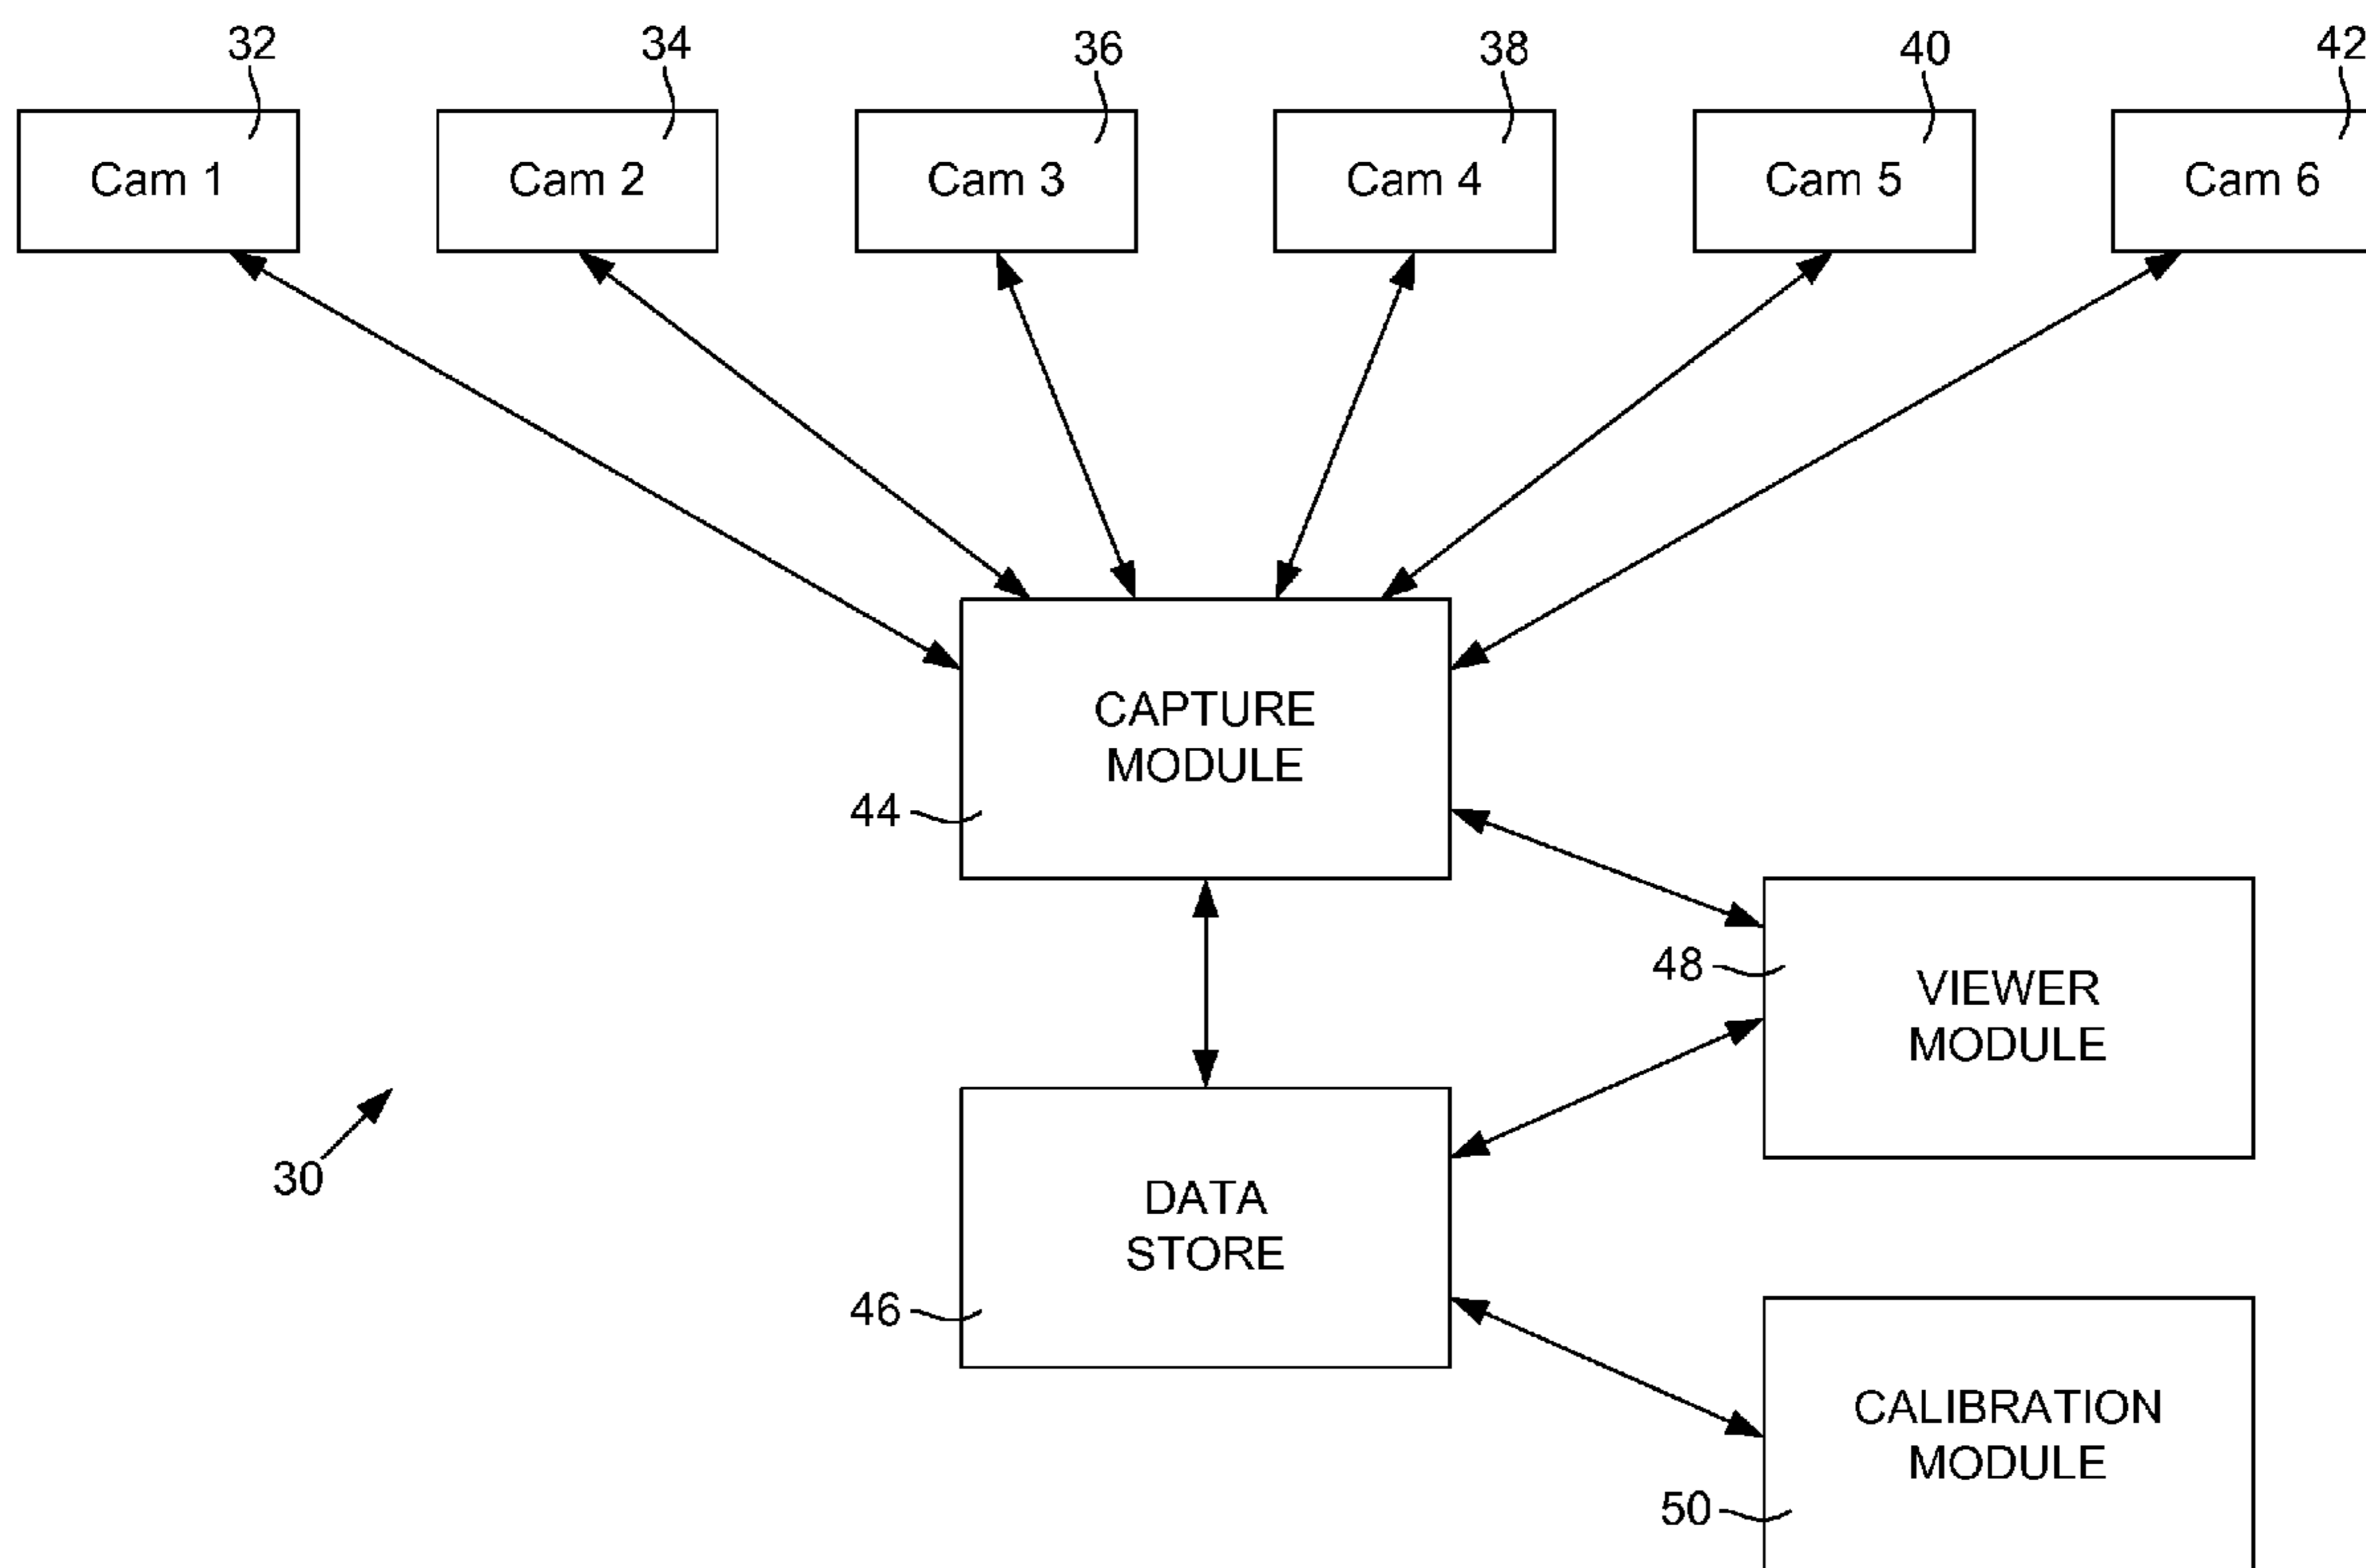 32
34
36
38
40
42
Cam 1
Cam 2
Cam 3
Cam 4
Cam 5
Cam 6
CAPTURE
MODULE
44
48
VIEWER
MODULE
30
DATA
STORE
46
CALIBRATION
MODULE
50